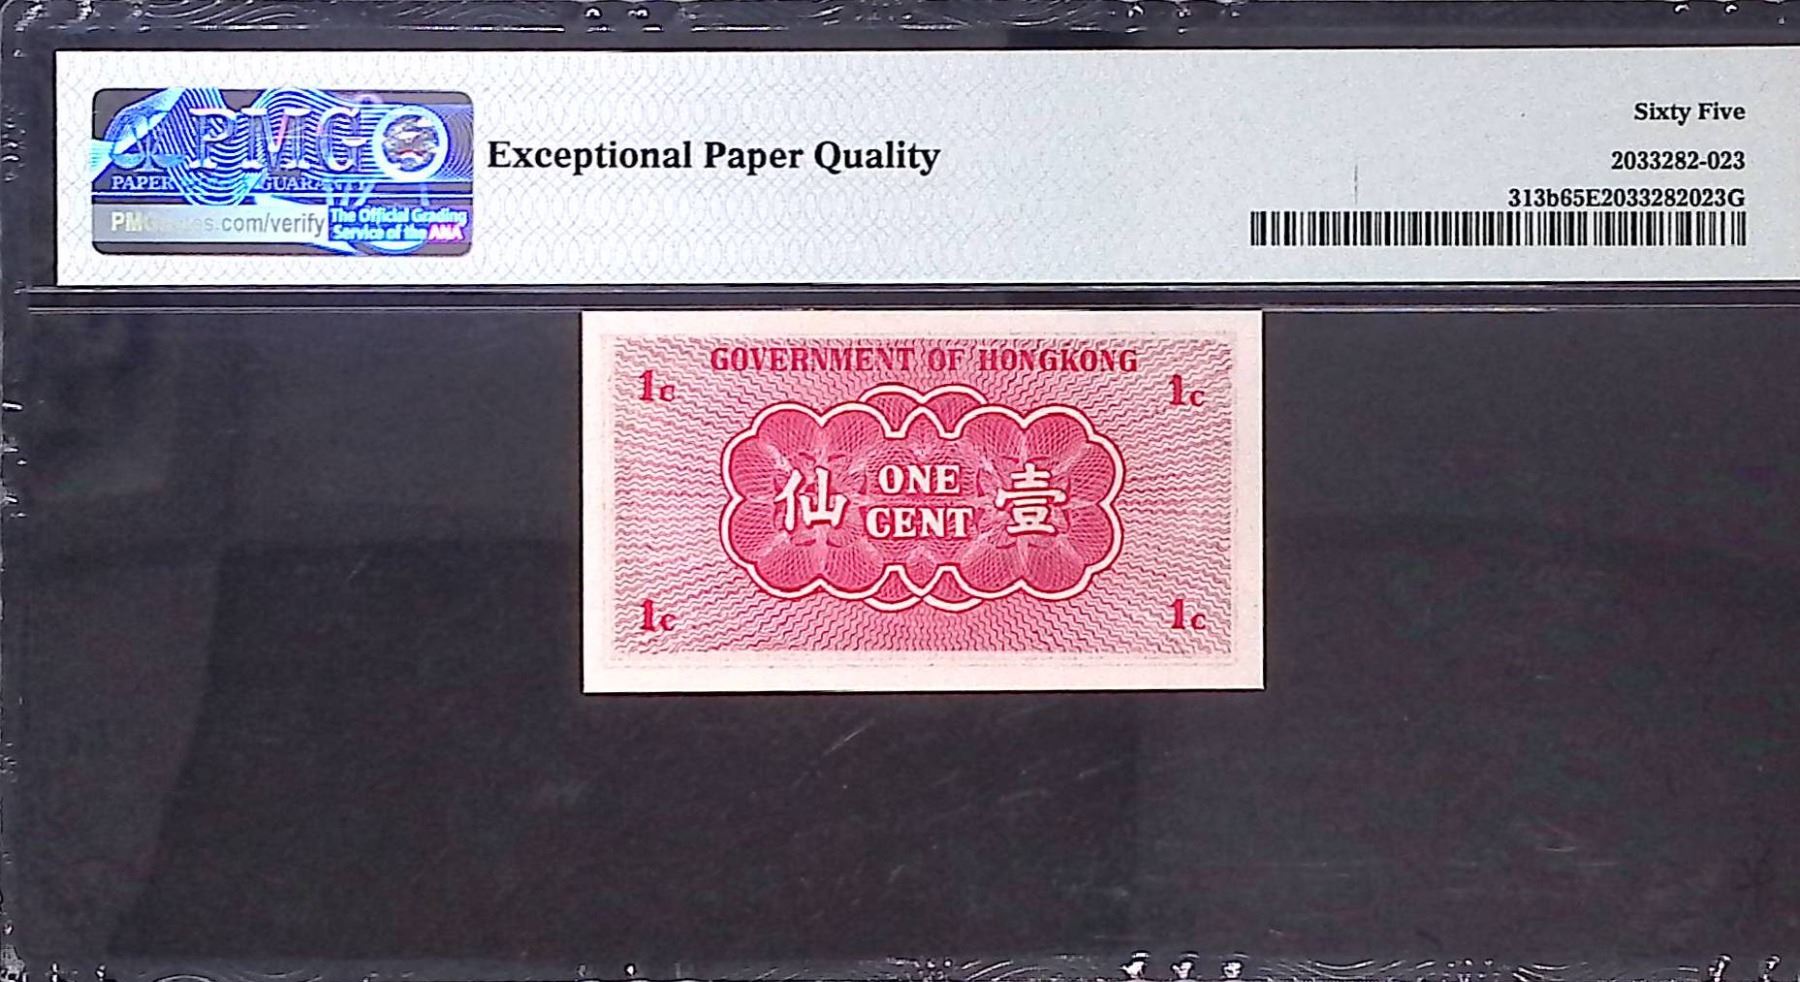 PMG
PAPER GUARANTY
.com/verify
The Official Grading
Service of the ANA
Exceptional Paper Quality
Sixty Five
2033282-023
313b65E2033282023G
GOVERNMENT OF HONGKONG
1c 1c
仙 ONE CENT 壹
1c 1c